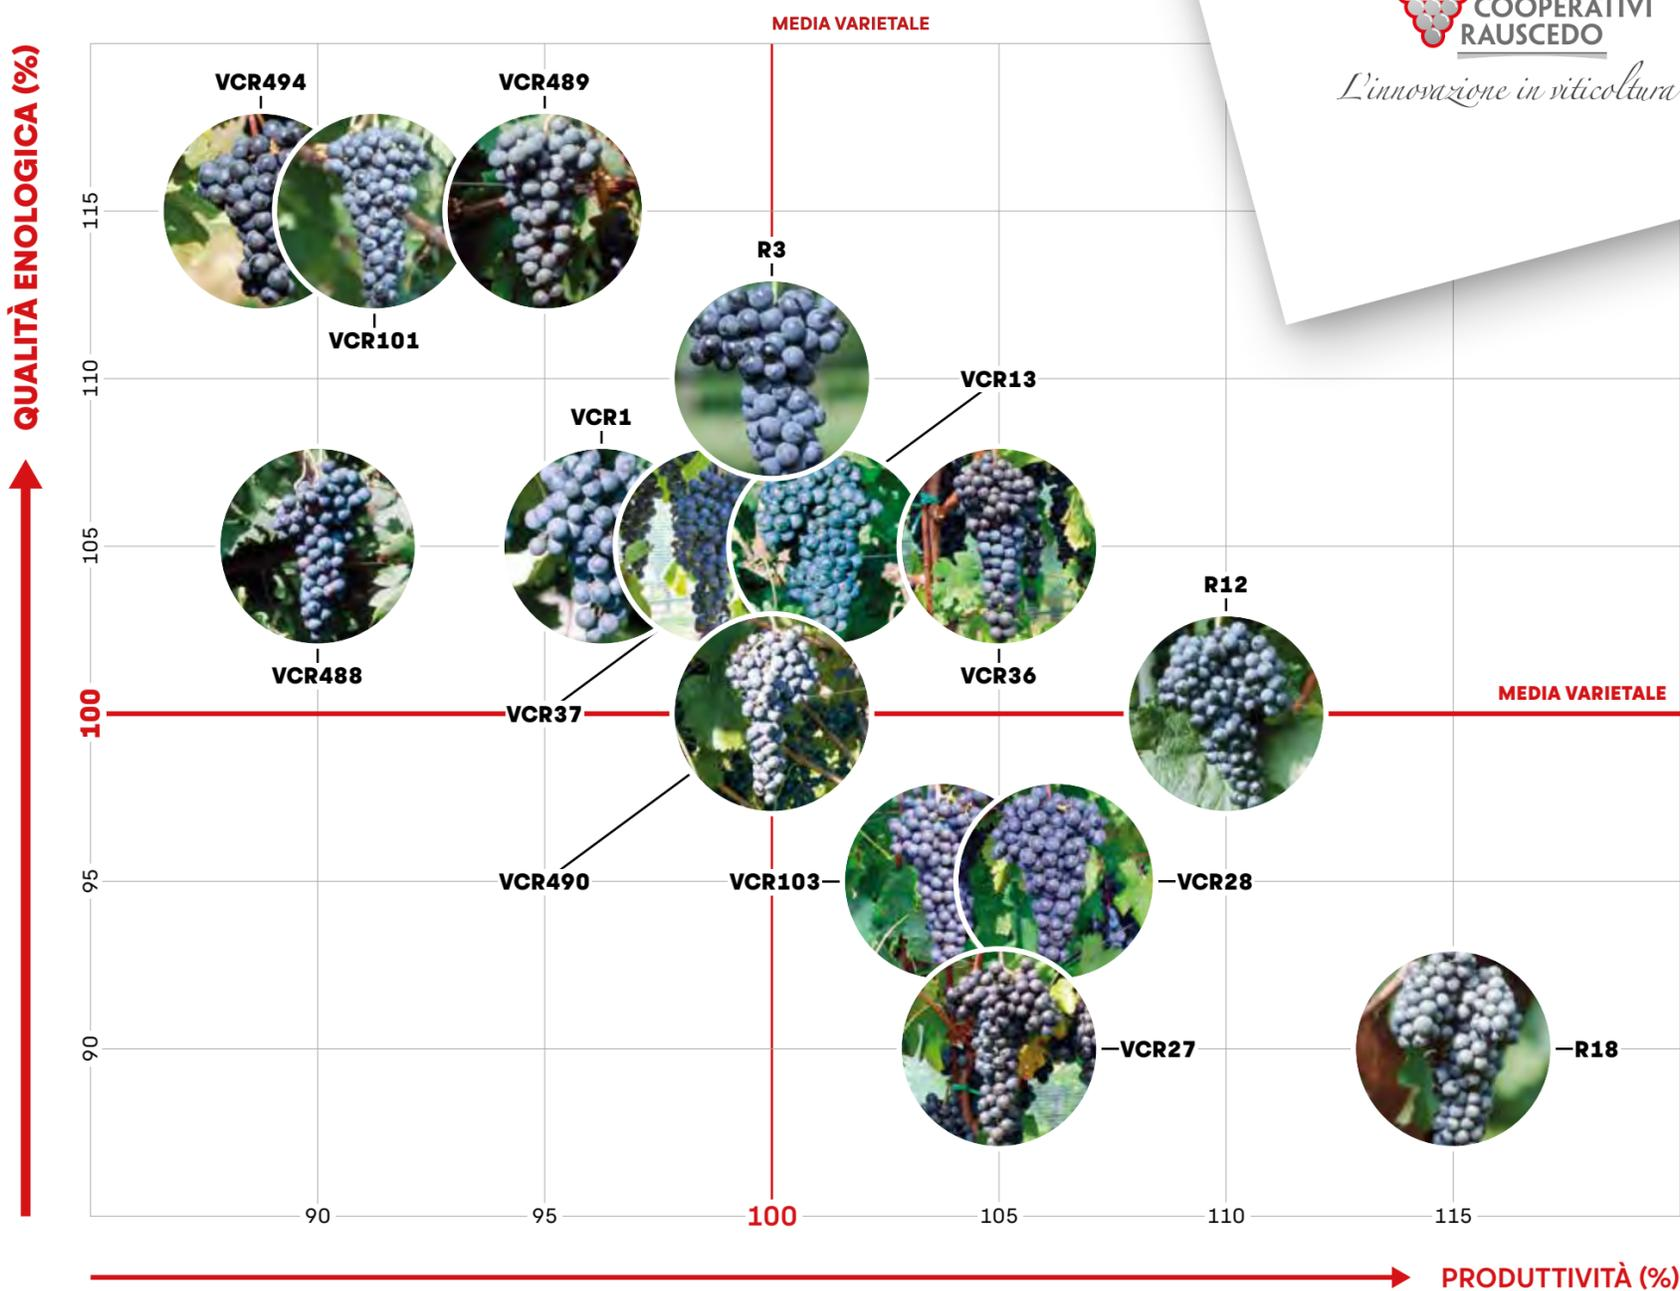 MEDIA VARIETALE
COOPERATIVI
RAUSCEDO
L'innovazione in viticoltura
QUALITÀ ENOLOGICA (%)
VCR494
VCR489
115
R3
VCR101
110
VCR13
VCR1
105
R12
VCR488
VCR36
MEDIA VARIETALE
100
VCR37
95
VCR490
VCR103
VCR28
90
VCR27
R18
90
95
100
105
110
115
PRODUTTIVITÀ (%)